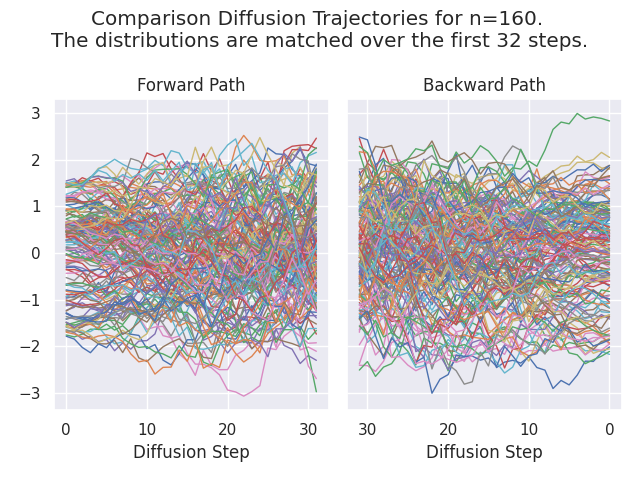 Comparison Diffusion Trajectories for n=160.
The distributions are matched over the first 32 steps.
Forward Path
Backward Path
3
2
1
0
−1
−2
−3
0 10 20 30
30 20 10 0
Diffusion Step
Diffusion Step